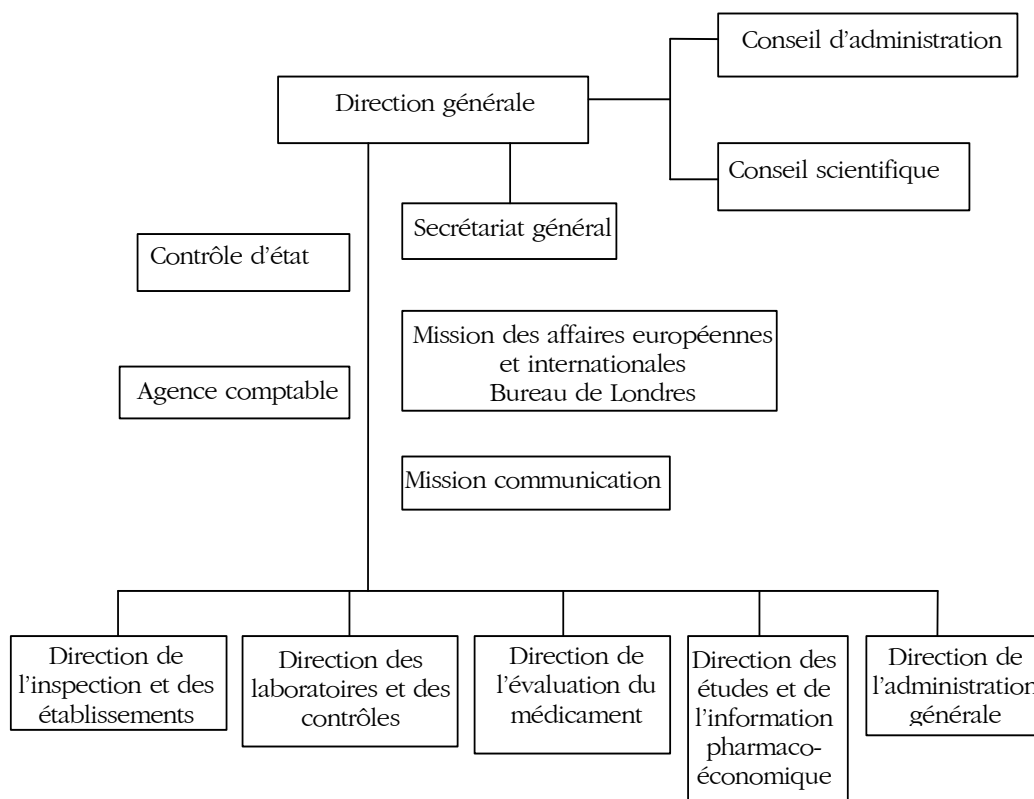 Conseil d'administration
Direction générale
Conseil scientifique
Secrétariat général
Contrôle d'état
Mission des affaires européennes
et internationales
Bureau de Londres
Agence comptable
Mission communication
Direction de
l'inspection et des
établissements
Direction des
laboratoires et des
contrôles
Direction de
l'évaluation du
médicament
Direction des
études et de
l'information
pharmaco-
économique
Direction de
l'administration
générale